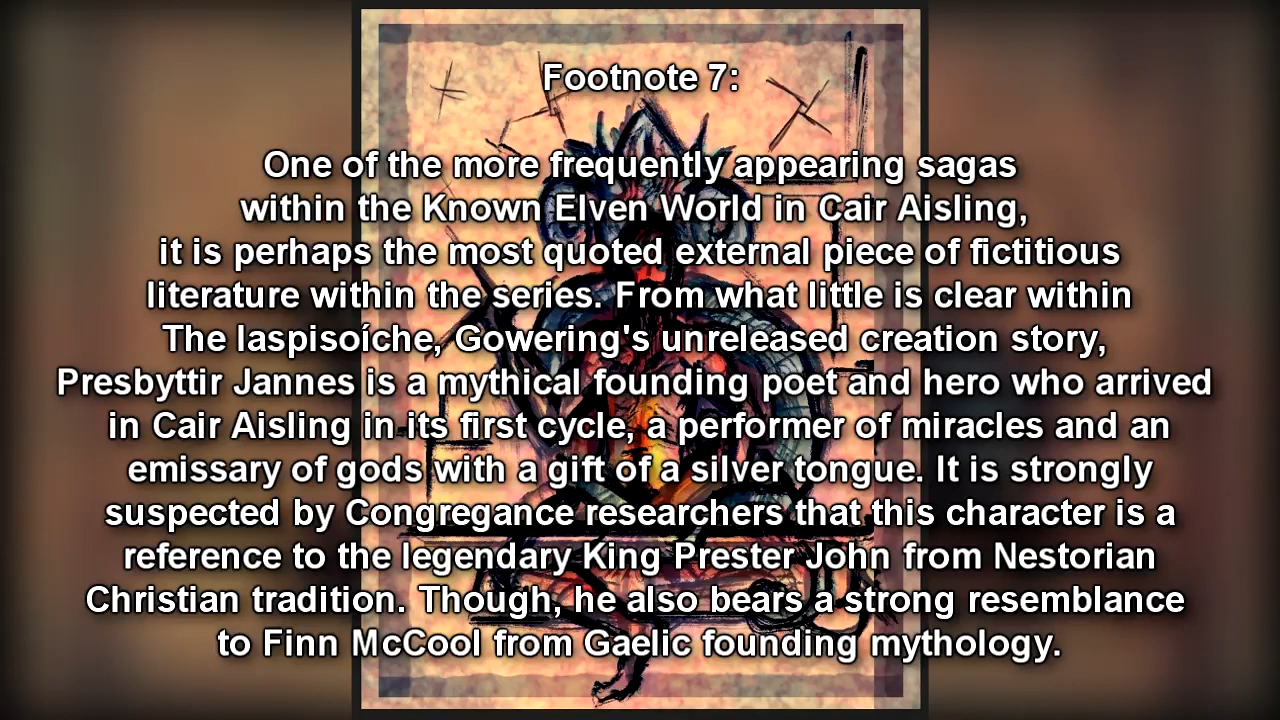 Footnote 7:
One of the more frequently appearing sagas
within the Known Elven World in Cair Aisling,
it is perhaps the most quoted external piece of fictitious
literature within the series. From what little is clear within
The laspisoíche, Gowering's unreleased creation story,
Presbyttir Jannes is a mythical founding poet and hero who arrived
in Cair Aisling in its first cycle, a performer of miracles and an
emissary of gods with a gift of a silver tongue. It is strongly
suspected by Congregance researchers that this character is a
reference to the legendary King Prester John from Nestorian
Christian tradition. Though, he also bears a strong resemblance
to Finn McCool from Gaelic founding mythology.